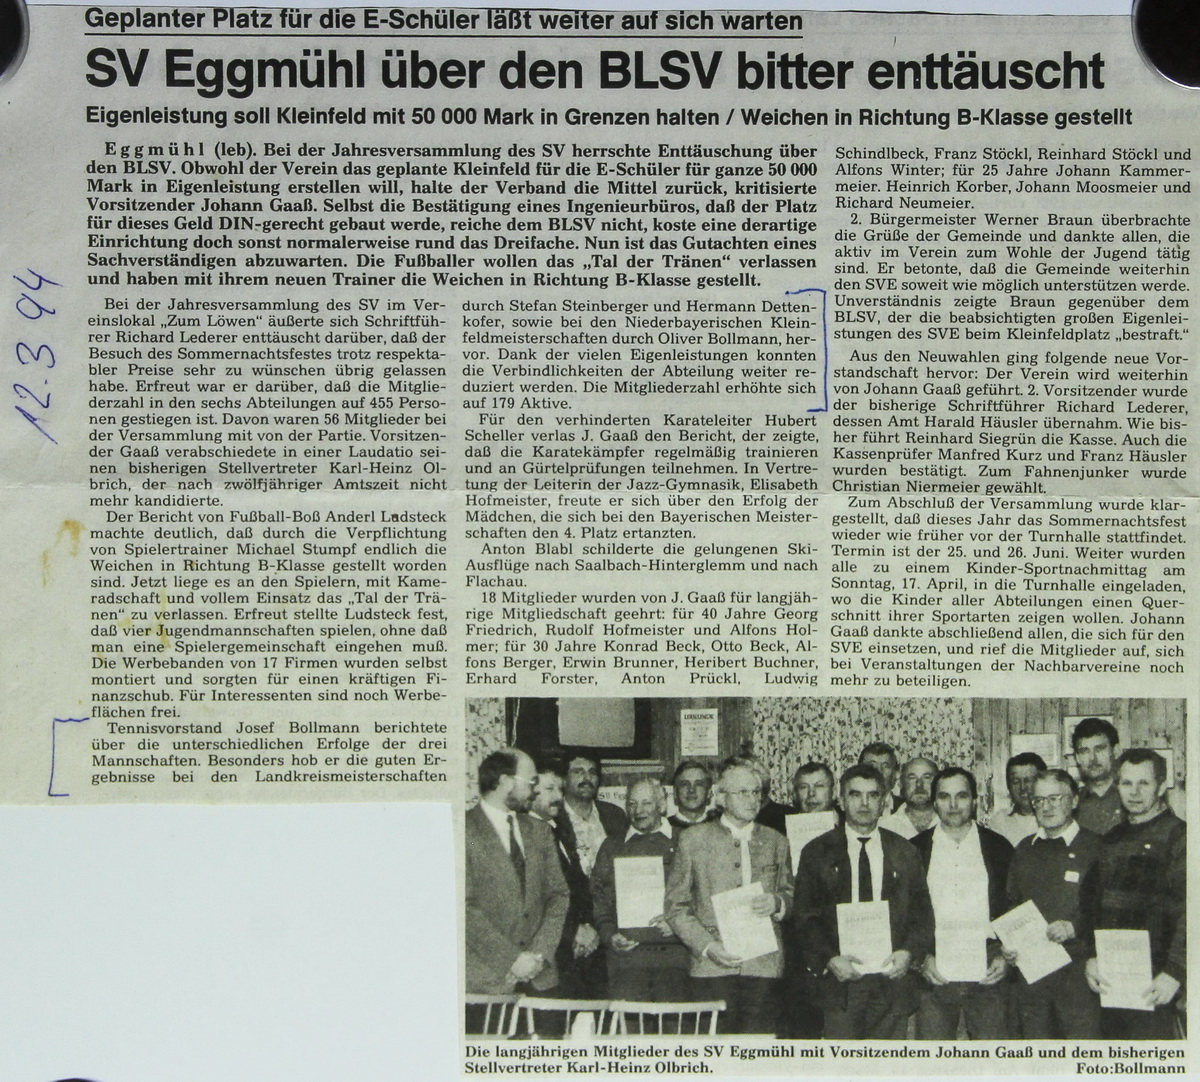 Geplanter Platz für die E-Schüler läßt weiter auf sich warten
SV Eggmühl über den BLSV bitter enttäuscht
Eigenleistung soll Kleinfeld mit 50 000 Mark in Grenzen halten / Weichen in Richtung B-Klasse gestellt
Eggmühl (leb). Bei der Jahresversammlung des SV herrschte Enttäuschung über
den BLSV. Obwohl der Verein das geplante Kleinfeld für die E-Schüler für ganze 50 000
Mark in Eigenleistung erstellen will, halte der Verband die Mittel zurück, kritisierte
Vorsitzender Johann Gaaß. Selbst die Bestätigung eines Ingenieurbüros, daß der Platz
für dieses Geld DIN-gerecht gebaut werde, reiche dem BLSV nicht, koste eine derartige
Einrichtung doch sonst normalerweise rund das Dreifache. Nun ist das Gutachten eines
Sachverständigen abzuwarten. Die Fußballer wollen das „Tal der Tränen“ verlassen
und haben mit ihrem neuen Trainer die Weichen in Richtung B-Klasse gestellt.
12.3 94
Bei der Jahresversammlung des SV im Ver-
einslokal „Zum Löwen“ äußerte sich Schriftfüh-
rer Richard Lederer enttäuscht darüber, daß der
Besuch des Sommernachtsfestes trotz respekta-
bler Preise sehr zu wünschen übrig gelassen
habe. Erfreut war er darüber, daß die Mitglie-
derzahl in den sechs Abteilungen auf 455 Perso-
nen gestiegen ist. Davon waren 56 Mitglieder bei
der Versammlung mit von der Partie. Vorsitzen-
der Gaaß verabschiedete in einer Laudatio sei-
nen bisherigen Stellvertreter Karl-Heinz Ol-
brich, der nach zwölfjähriger Amtszeit nicht
mehr kandidierte.
Der Bericht von Fußball-Boß Anderl Ludsteck
machte deutlich, daß durch die Verpflichtung
von Spielertrainer Michael Stumpf endlich die
Weichen in Richtung B-Klasse gestellt worden
sind. Jetzt liege es an den Spielern, mit Kame-
radschaft und vollem Einsatz das „Tal der Trä-
nen“ zu verlassen. Erfreut stellte Ludsteck fest,
daß vier Jugendmannschaften spielen, ohne daß
man eine Spielergemeinschaft eingehen muß.
Die Werbebanden von 17 Firmen wurden selbst
montiert und sorgten für einen kräftigen Fi-
nanzschub. Für Interessenten sind noch Werbe-
flächen frei.
Tennisvorstand Josef Bollmann berichtete
über die unterschiedlichen Erfolge der drei
Mannschaften. Besonders hob er die guten Er-
gebnisse bei den Landkreismeisterschaften
durch Stefan Steinberger und Hermann Detten-
kofer, sowie bei den Niederbayerischen Klein-
feldmeisterschaften durch Oliver Bollmann, her-
vor. Dank der vielen Eigenleistungen konnten
die Verbindlichkeiten der Abteilung weiter re-
duziert werden. Die Mitgliederzahl erhöhte sich
auf 179 Aktive.
Für den verhinderten Karateleiter Hubert
Scheller verlas J. Gaaß den Bericht, der zeigte,
daß die Karatekämpfer regelmäßig trainieren
und an Gürtelprüfungen teilnehmen. In Vertre-
tung der Leiterin der Jazz-Gymnasik, Elisabeth
Hofmeister, freute er sich über den Erfolg der
Mädchen, die sich bei den Bayerischen Meister-
schaften den 4. Platz ertanzten.
Anton Blabl schilderte die gelungenen Ski-
Ausflüge nach Saalbach-Hinterglemm und nach
Flachau.
18 Mitglieder wurden von J. Gaaß für langjäh-
rige Mitgliedschaft geehrt: für 40 Jahre Georg
Friedrich, Rudolf Hofmeister und Alfons Hol-
mer; für 30 Jahre Konrad Beck, Otto Beck, Al-
fons Berger, Erwin Brunner, Heribert Buchner,
Erhard Forster, Anton Prückl, Ludwig
Schindlbeck, Franz Stöckl, Reinhard Stöckl und
Alfons Winter; für 25 Jahre Johann Kammer-
meier. Heinrich Korber, Johann Moosmeier und
Richard Neumeier.
2. Bürgermeister Werner Braun überbrachte
die Grüße der Gemeinde und dankte allen, die
aktiv im Verein zum Wohle der Jugend tätig
sind. Er betonte, daß die Gemeinde weiterhin
den SVE soweit wie möglich unterstützen werde.
Unverständnis zeigte Braun gegenüber dem
BLSV, der die beabsichtigten großen Eigenlei-
stungen des SVE beim Kleinfeldplatz „bestraft.“
Aus den Neuwahlen ging folgende neue Vor-
standschaft hervor: Der Verein wird weiterhin
von Johann Gaaß geführt. 2. Vorsitzender wurde
der bisherige Schriftführer Richard Lederer,
dessen Amt Harald Häusler übernahm. Wie bis-
her führt Reinhard Siegrün die Kasse. Auch die
Kassenprüfer Manfred Kurz und Franz Häusler
wurden bestätigt. Zum Fahnenjunker wurde
Christian Niermeier gewählt.
Zum Abschluß der Versammlung wurde klar-
gestellt, daß dieses Jahr das Sommernachtsfest
wieder wie früher vor der Turnhalle stattfindet.
Termin ist der 25. und 26. Juni. Weiter wurden
alle zu einem Kinder-Sportnachmittag am
Sonntag, 17. April, in die Turnhalle eingeladen,
wo die Kinder aller Abteilungen einen Quer-
schnitt ihrer Sportarten zeigen wollen. Johann
Gaaß dankte abschließend allen, die sich für den
SVE einsetzen, und rief die Mitglieder auf, sich
bei Veranstaltungen der Nachbarvereine noch
mehr zu beteiligen.
URKUNDE
Die langjährigen Mitglieder des SV Eggmühl mit Vorsitzendem Johann Gaaß und dem bisherigen
Stellvertreter Karl-Heinz Olbrich. Foto:Bollmann